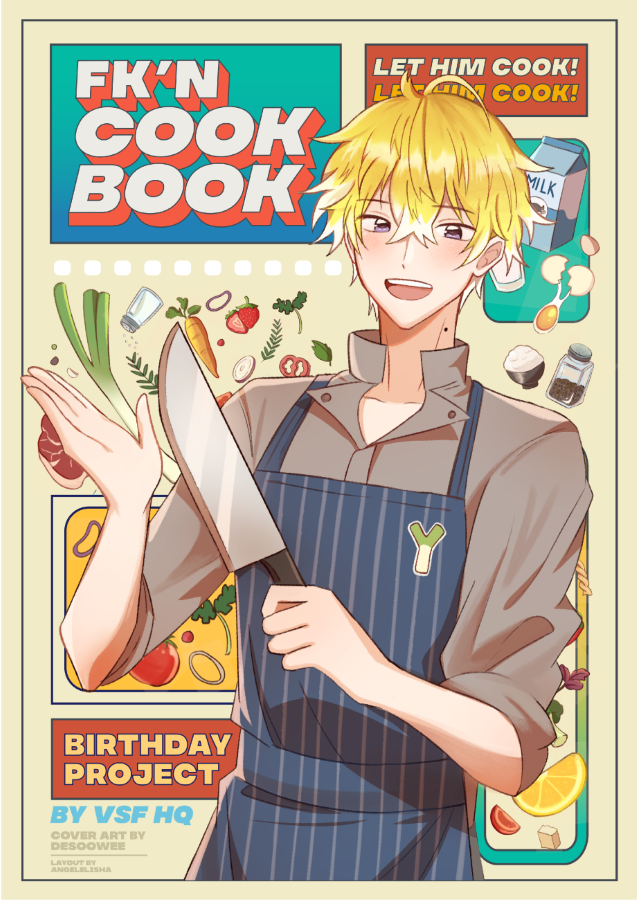 FK'N
COOK
BOOK
LET HIM COOK!
LET HIM COOK!
MILK
Y
BIRTHDAY
PROJECT
BY VSF HQ
COVER ART BY
DESOOWEE
LAYOUT BY
ANGELELISHA